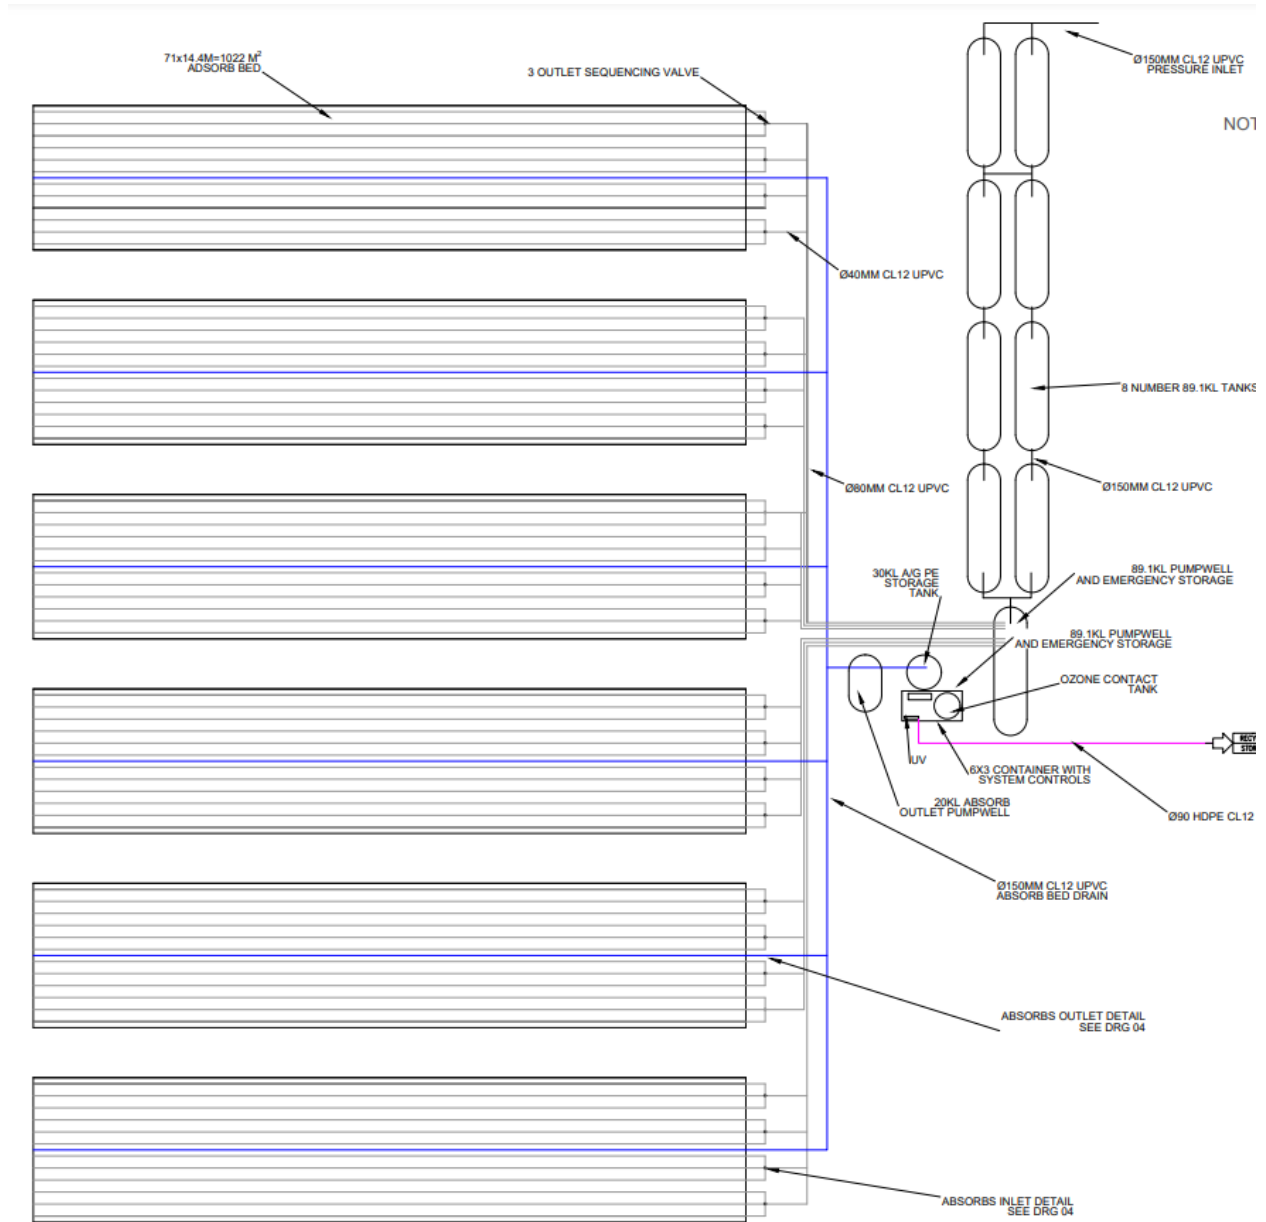 71x14.4M=1022 M²
ADSORB BED
3 OUTLET SEQUENCING VALVE
Ø150MM CL12 UPVC
PRESSURE INLET
NOT
Ø40MM CL12 UPVC
8 NUMBER 89.1KL TANKS
Ø80MM CL12 UPVC
Ø150MM CL12 UPVC
30KL A/G PE
STORAGE
TANK
89.1KL PUMPWELL
AND EMERGENCY STORAGE
89.1KL PUMPWELL
AND EMERGENCY STORAGE
OZONE CONTACT
TANK
RECY
STOR
UV
6X3 CONTAINER WITH
SYSTEM CONTROLS
20KL ABSORB
OUTLET PUMPWELL
Ø90 HDPE CL12
Ø150MM CL12 UPVC
ABSORB BED DRAIN
ABSORBS OUTLET DETAIL
SEE DRG 04
ABSORBS INLET DETAIL
SEE DRG 04